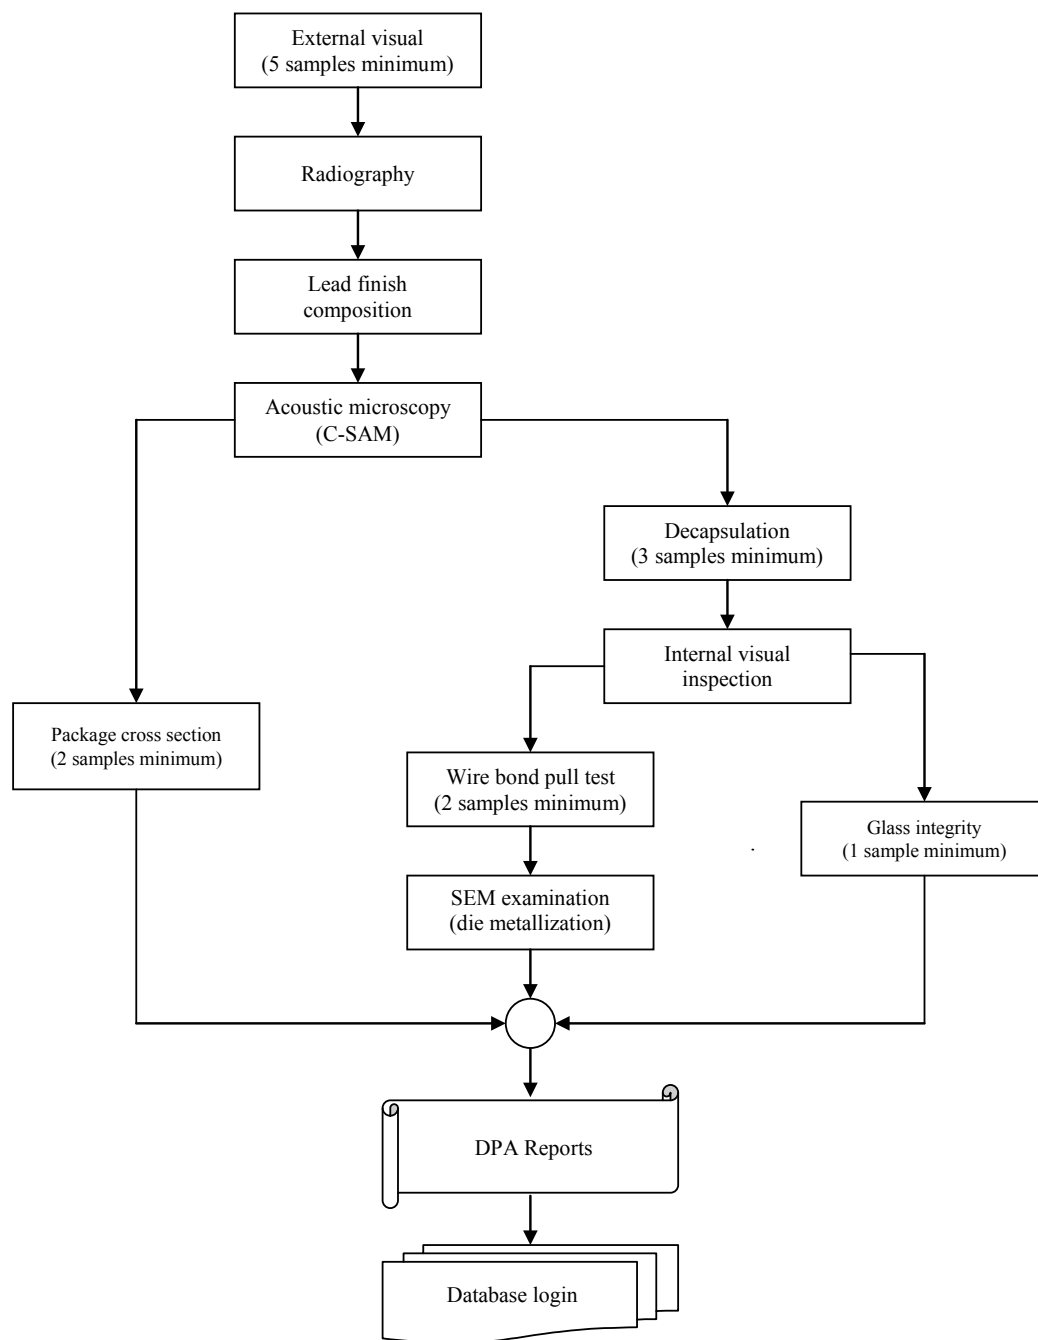 External visual
(5 samples minimum)
Radiography
Lead finish
composition
Acoustic microscopy
(C-SAM)
Decapsulation
(3 samples minimum)
Internal visual
inspection
Package cross section
(2 samples minimum)
Wire bond pull test
(2 samples minimum)
Glass integrity
(1 sample minimum)
SEM examination
(die metallization)
DPA Reports
Database login